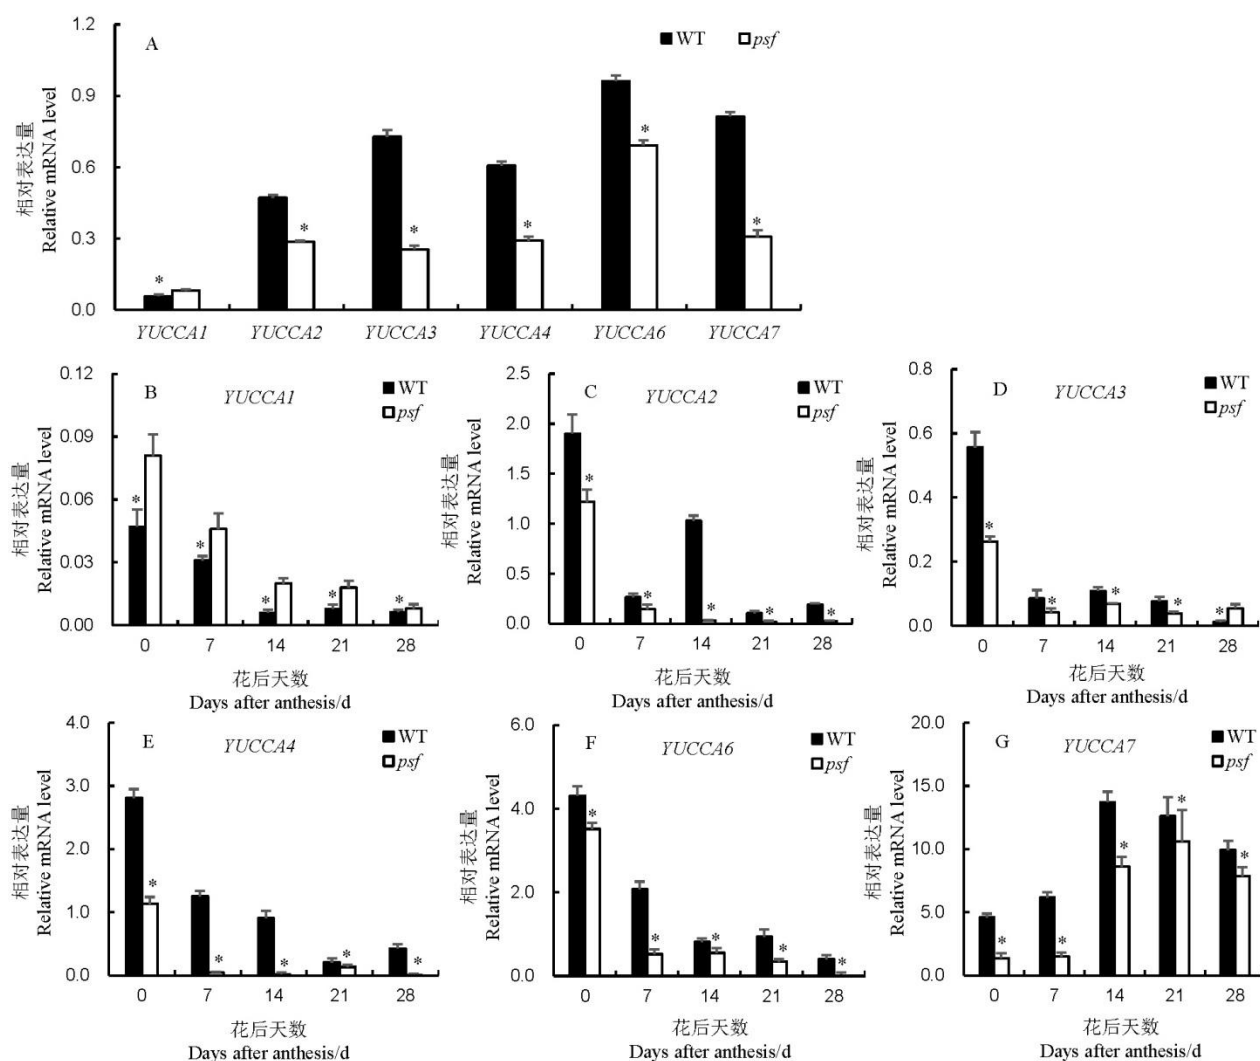 A
WT
psf
1.2
0.9
0.6
0.3
0.0
相对表达量
Relative mRNA level
*
*
*
*
*
*
YUCCA1
YUCCA2
YUCCA3
YUCCA4
YUCCA6
YUCCA7
B
YUCCA1
WT
psf
0.12
0.09
0.06
0.03
0.00
相对表达量
Relative mRNA level
*
*
*
*
*
0
7
14
21
28
花后天数
Days after anthesis/d
C
YUCCA2
WT
psf
2.5
2.0
1.5
1.0
0.5
0.0
相对表达量
Relative mRNA level
*
*
*
*
*
0
7
14
21
28
花后天数
Days after anthesis/d
D
YUCCA3
WT
psf
0.8
0.6
0.4
0.2
0.0
相对表达量
Relative mRNA level
*
*
*
*
*
0
7
14
21
28
花后天数
Days after anthesis/d
E
YUCCA4
WT
psf
4.0
3.0
2.0
1.0
0.0
相对表达量
Relative mRNA level
*
*
*
*
*
0
7
14
21
28
花后天数
Days after anthesis/d
F
YUCCA6
WT
psf
6.0
4.0
2.0
0.0
相对表达量
Relative mRNA level
*
*
*
*
*
0
7
14
21
28
花后天数
Days after anthesis/d
G
YUCCA7
WT
psf
20.0
15.0
10.0
5.0
0.0
相对表达量
Relative mRNA level
*
*
*
*
*
0
7
14
21
28
花后天数
Days after anthesis/d